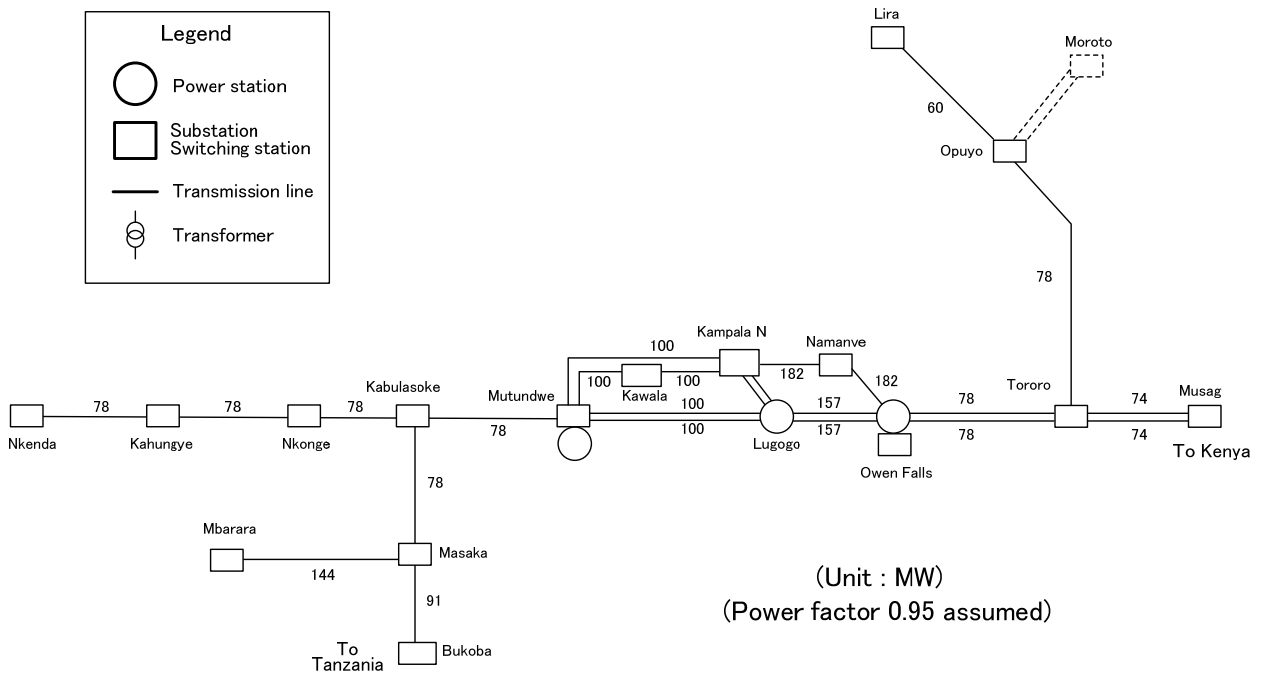 Legend
Power station
Substation
Switching station
Transmission line
Transformer
Lira
Moroto
60
Opuyo
78
Kampala N
Namanve
100
182
182
100
100
Kawala
Kabulasoke
Mutundwe
Tororo
Musag
78
78
78
78
100
100
157
157
78
78
74
74
Nkenda
Kahungye
Nkonge
Lugogo
Owen Falls
To Kenya
78
Mbarara
Masaka
144
91
To
Tanzania
Bukoba
(Unit : MW)
(Power factor 0.95 assumed)